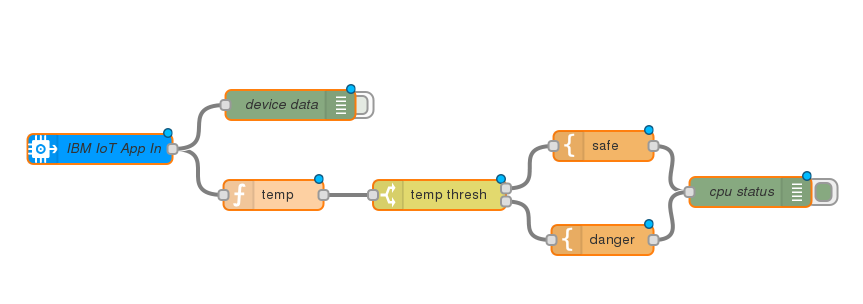 device data
IBM IoT App In
safe
temp
temp thresh
cpu status
danger